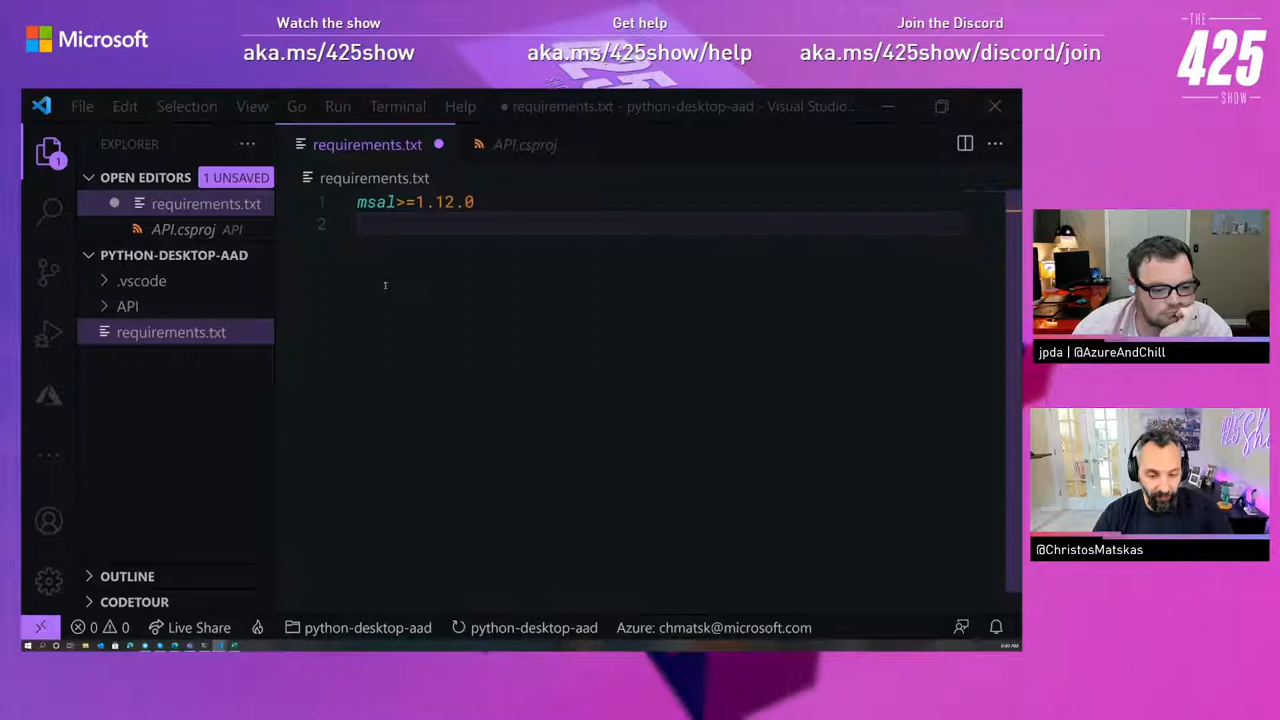 Microsoft
Watch the show
aka.ms/425show
Get help
aka.ms/425show/help
Join the Discord
aka.ms/425show/discord/join
THE
425
SHOW
File Edit Selection View Go Run Terminal Help
requirements.txt - python-desktop-aad - Visual Studio..
EXPLORER
OPEN EDITORS 1 UNSAVED
requirements.txt
API.csproj API
PYTHON-DESKTOP-AAD
.vscode
API
requirements.txt
OUTLINE
CODETOUR
1
requirements.txt
API.csproj
requirements.txt
1 msal>=1.12.0
2
0 0 Live Share python-desktop-aad python-desktop-aad Azure: chmatsk@microsoft.com
jpda | @AzureAndChill
@ChristosMatskas